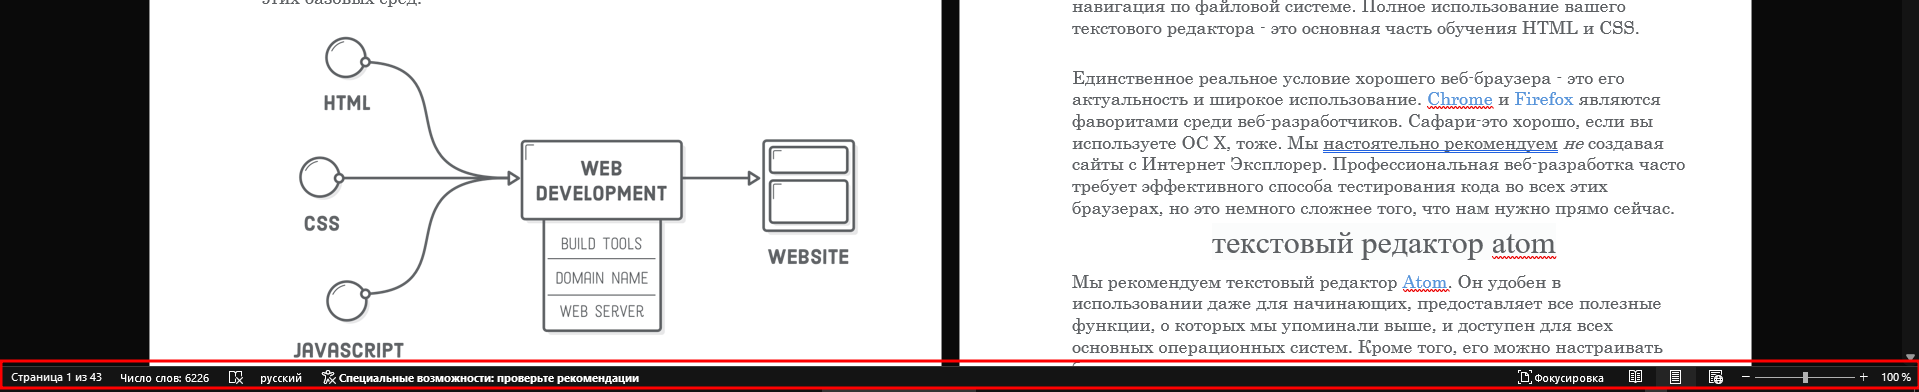 этих базовых сред.
HTML
CSS
JAVASCRIPT
WEB
DEVELOPMENT
BUILD TOOLS
DOMAIN NAME
WEB SERVER
WEBSITE
навигация по файловой системе. Полное использование вашего
текстового редактора - это основная часть обучения HTML и CSS.
Единственное реальное условие хорошего веб-браузера - это его
актуальность и широкое использование. Chrome и Firefox являются
фаворитами среди веб-разработчиков. Сафари-это хорошо, если вы
используете ОС X, тоже. Мы настоятельно рекомендуем не создавая
сайты с Интернет Эксплорер. Профессиональная веб-разработка часто
требует эффективного способа тестирования кода во всех этих
браузерах, но это немного сложнее того, что нам нужно прямо сейчас.
текстовый редактор atom
Мы рекомендуем текстовый редактор Atom. Он удобен в
использовании даже для начинающих, предоставляет все полезные
функции, о которых мы упоминали выше, и доступен для всех
основных операционных систем. Кроме того, его можно настраивать
Страница 1 из 43 Число слов: 6226 русский Специальные возможности: проверьте рекомендации Фокусировка 100 %